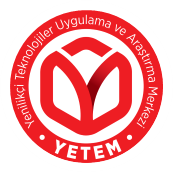 Yenilikçi Teknolojiler Uygulama ve Araştırma Merkezi
• YETEM •